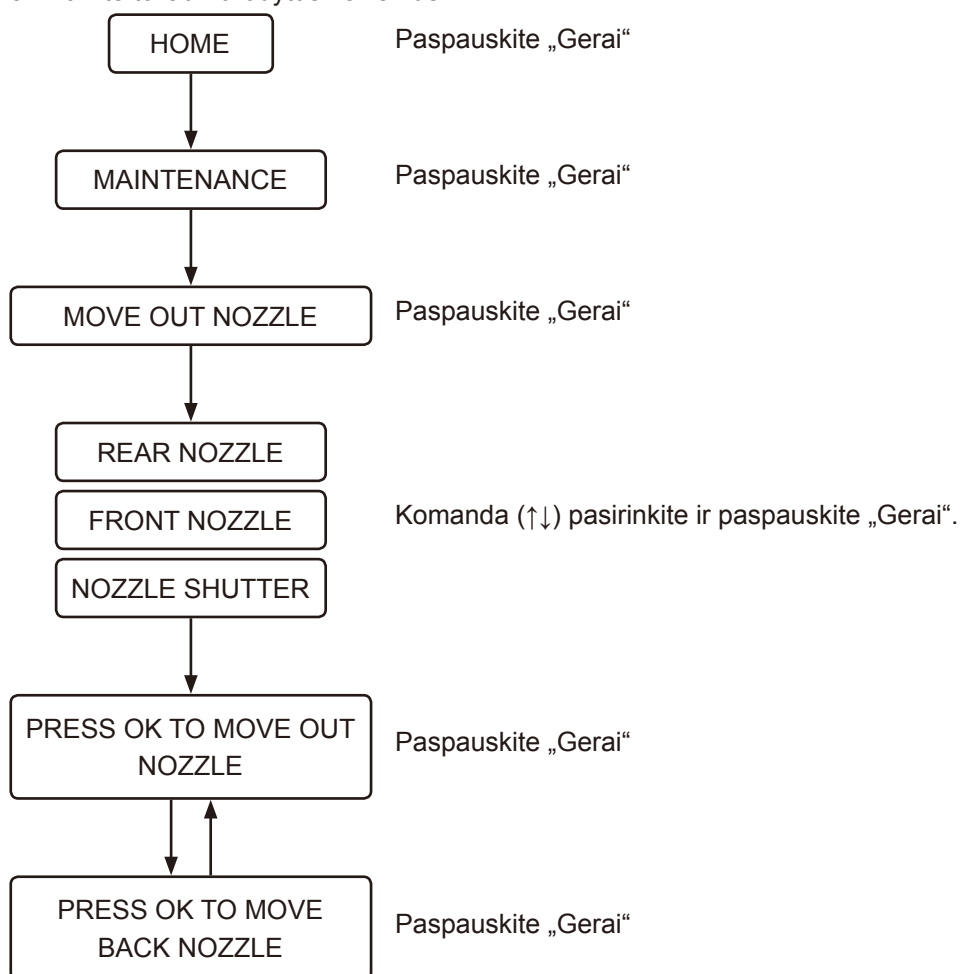 HOME
Paspauskite „Gerai“
MAINTENANCE
Paspauskite „Gerai“
MOVE OUT NOZZLE
Paspauskite „Gerai“
REAR NOZZLE
FRONT NOZZLE
Komanda (↑↓) pasirinkite ir paspauskite „Gerai“.
NOZZLE SHUTTER
PRESS OK TO MOVE OUT
NOZZLE
Paspauskite „Gerai“
PRESS OK TO MOVE
BACK NOZZLE
Paspauskite „Gerai“